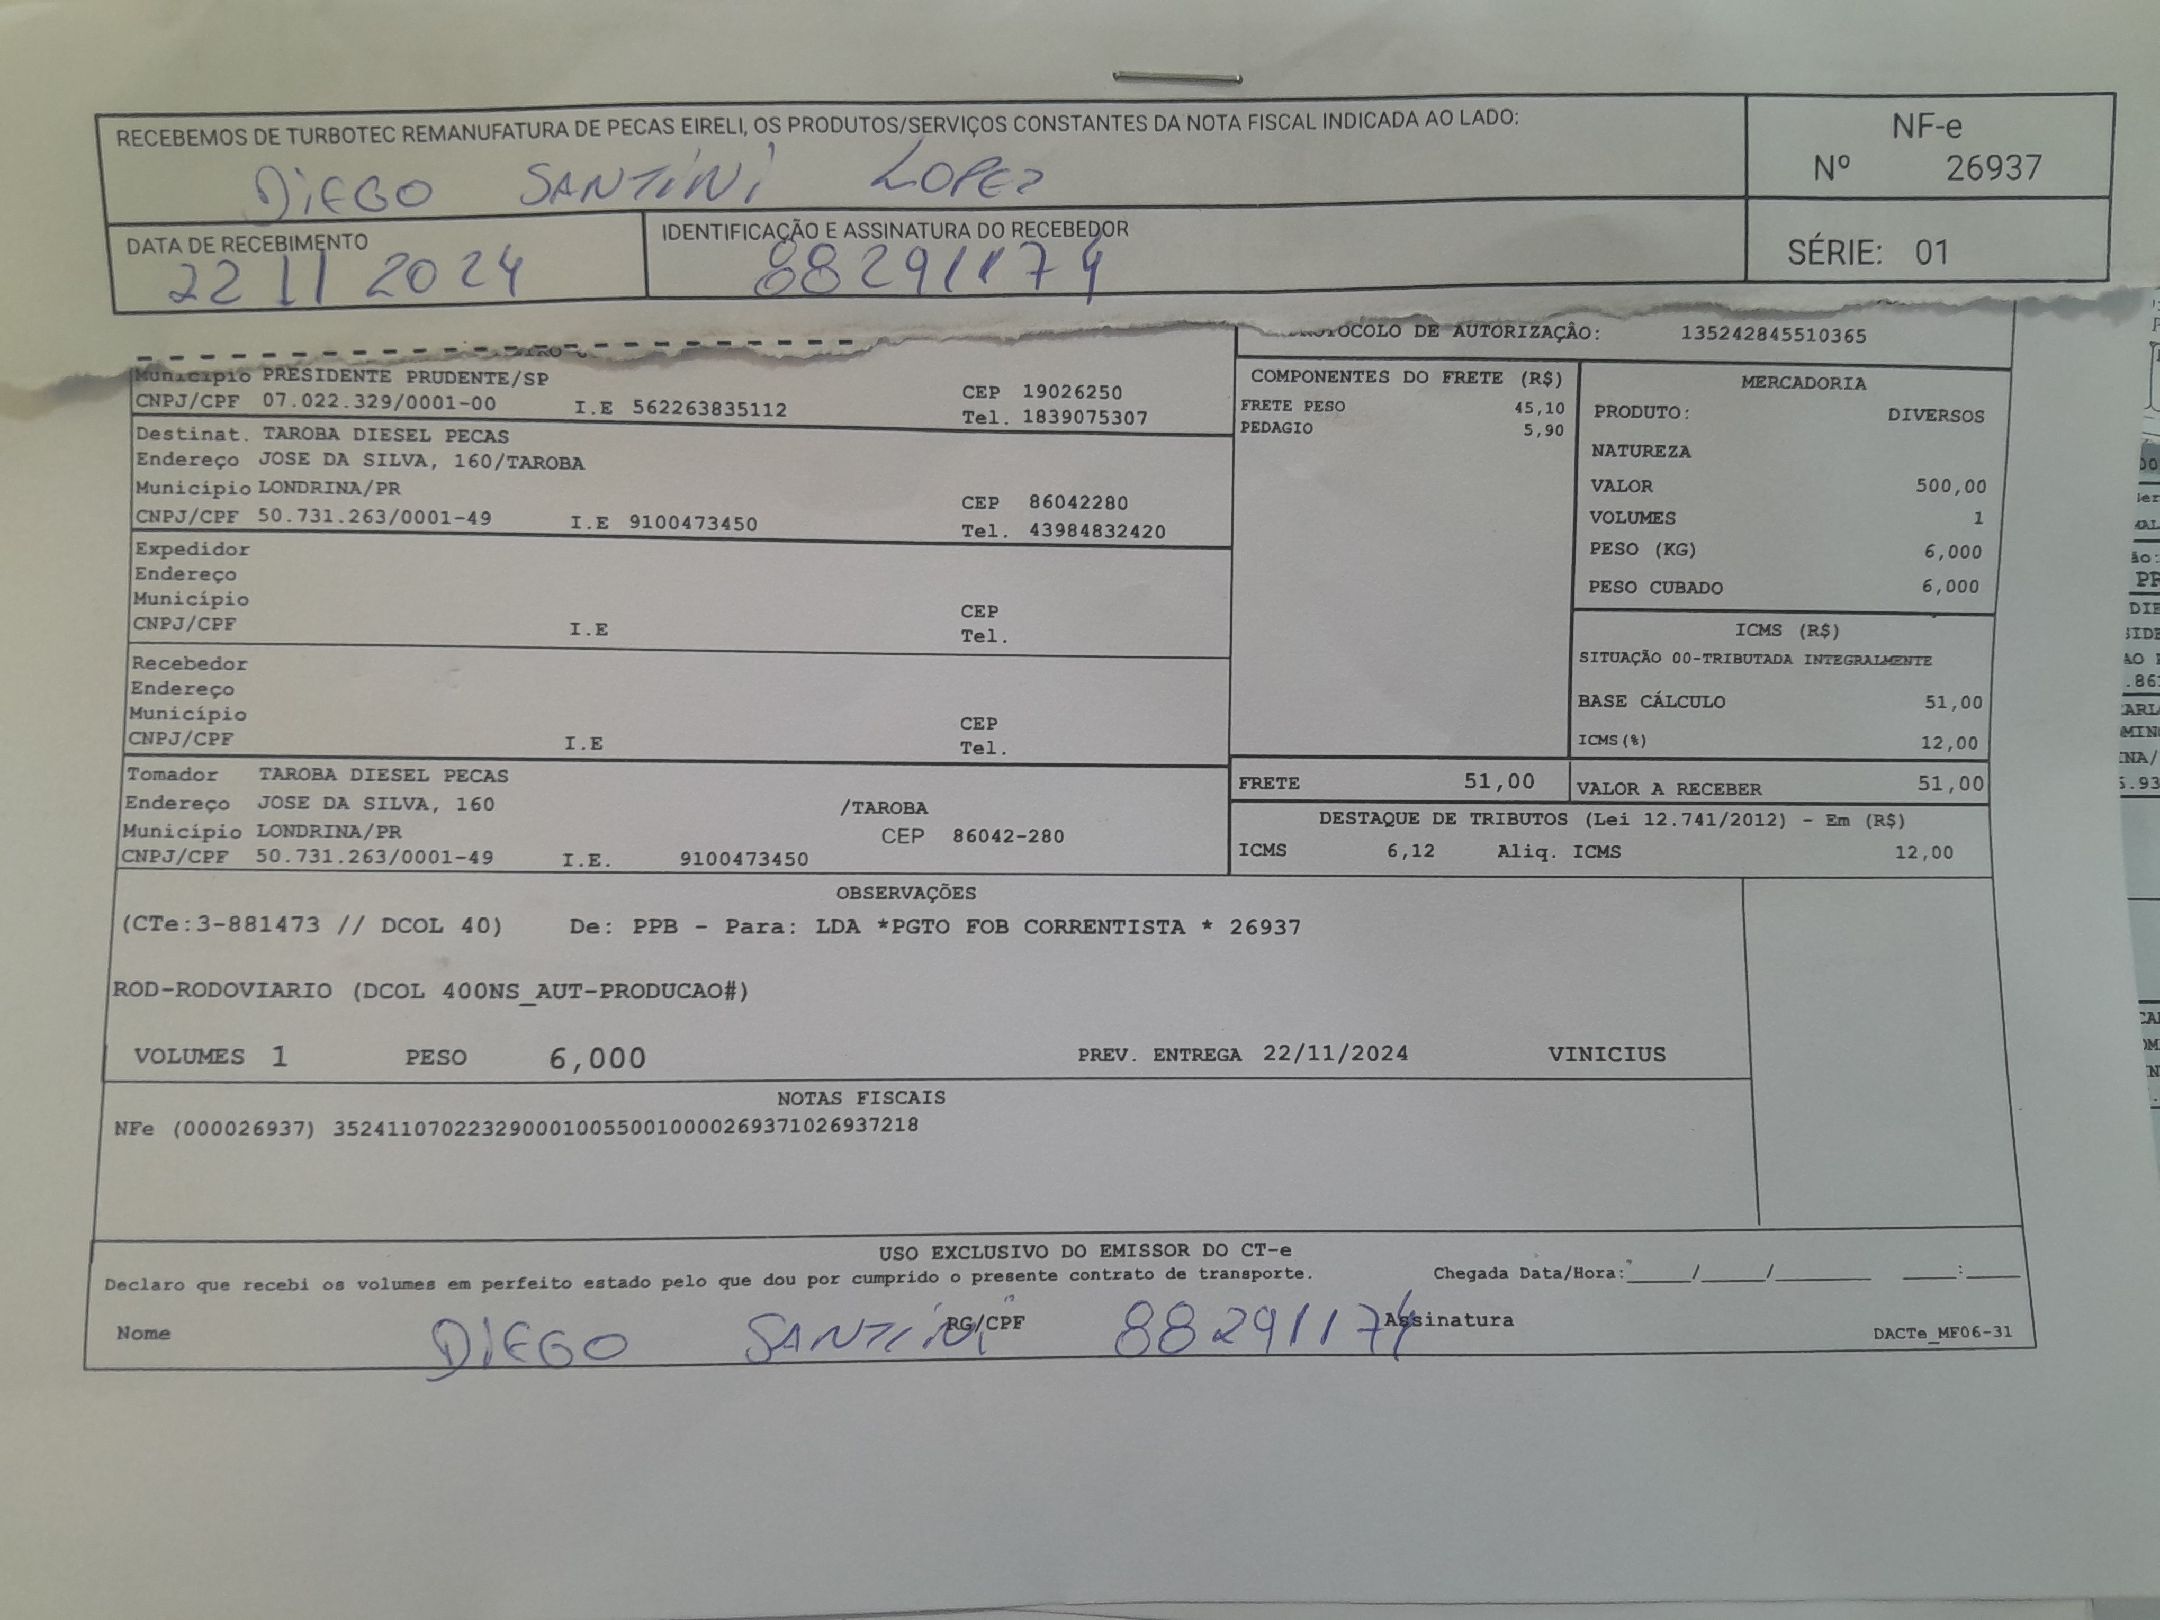 RECEBEMOS DE TURBOTEC REMANUFATURA DE PECAS EIRELI, OS PRODUTOS/SERVIÇOS CONSTANTES DA NOTA FISCAL INDICADA AO LADO:
DIEGO SANTINI LOPEZ
NF-e
Nº 26937
DATA DE RECEBIMENTO
22 11 2024
IDENTIFICAÇÃO E ASSINATURA DO RECEBEDOR
88291174
SÉRIE: 01
DE AUTORIZAÇÃO: 135242845510365
Município PRESIDENTE PRUDENTE/SP CEP 19026250
CNPJ/CPF 07.022.329/0001-00 I.E 562263835112 Tel. 1839075307
Destinat. TAROBA DIESEL PECAS
Endereço JOSE DA SILVA, 160/TAROBA
Município LONDRINA/PR CEP 86042280
CNPJ/CPF 50.731.263/0001-49 I.E 9100473450 Tel. 43984832420
Expedidor
Endereço
Município CEP
CNPJ/CPF I.E Tel.
Recebedor
Endereço
Município CEP
CNPJ/CPF I.E Tel.
Tomador TAROBA DIESEL PECAS
Endereço JOSE DA SILVA, 160 /TAROBA
Município LONDRINA/PR CEP 86042-280
CNPJ/CPF 50.731.263/0001-49 I.E. 9100473450
COMPONENTES DO FRETE (R$)
FRETE PESO 45,10
PEDAGIO 5,90
MERCADORIA
PRODUTO: DIVERSOS
NATUREZA
VALOR 500,00
VOLUMES 1
PESO (KG) 6,000
PESO CUBADO 6,000
ICMS (R$)
SITUAÇÃO 00-TRIBUTADA INTEGRALMENTE
BASE CÁLCULO 51,00
ICMS(%) 12,00
FRETE 51,00 VALOR A RECEBER 51,00
DESTAQUE DE TRIBUTOS (Lei 12.741/2012) - Em (R$)
ICMS 6,12 Aliq. ICMS 12,00
OBSERVAÇÕES
(CTe:3-881473 // DCOL 40) De: PPB - Para: LDA *PGTO FOB CORRENTISTA * 26937
ROD-RODOVIARIO (DCOL 400NS_AUT-PRODUCAO#)
VOLUMES 1 PESO 6,000 PREV. ENTREGA 22/11/2024 VINICIUS
NOTAS FISCAIS
NFe (000026937) 35241107022329000100550010000269371026937218
USO EXCLUSIVO DO EMISSOR DO CT-e
Declaro que recebi os volumes em perfeito estado pelo que dou por cumprido o presente contrato de transporte. Chegada Data/Hora:_____/_____/_______ ____:____
Nome DIEGO SANTINI RG/CPF 88291174 Assinatura
DACTe_MF06-31